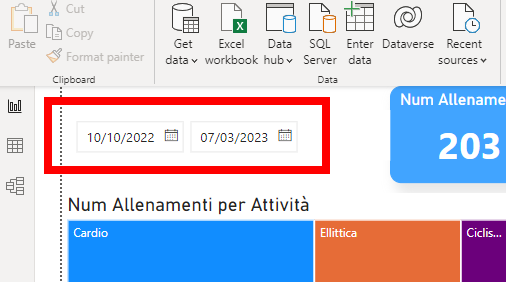 Cut
Copy
Format painter
Paste
Clipboard
Get data
Excel workbook
Data hub
SQL Server
Enter data
Dataverse
Recent sources
Data
10/10/2022
07/03/2023
Num Allename
203
Num Allenamenti per Attività
Cardio
Ellittica
Ciclis...